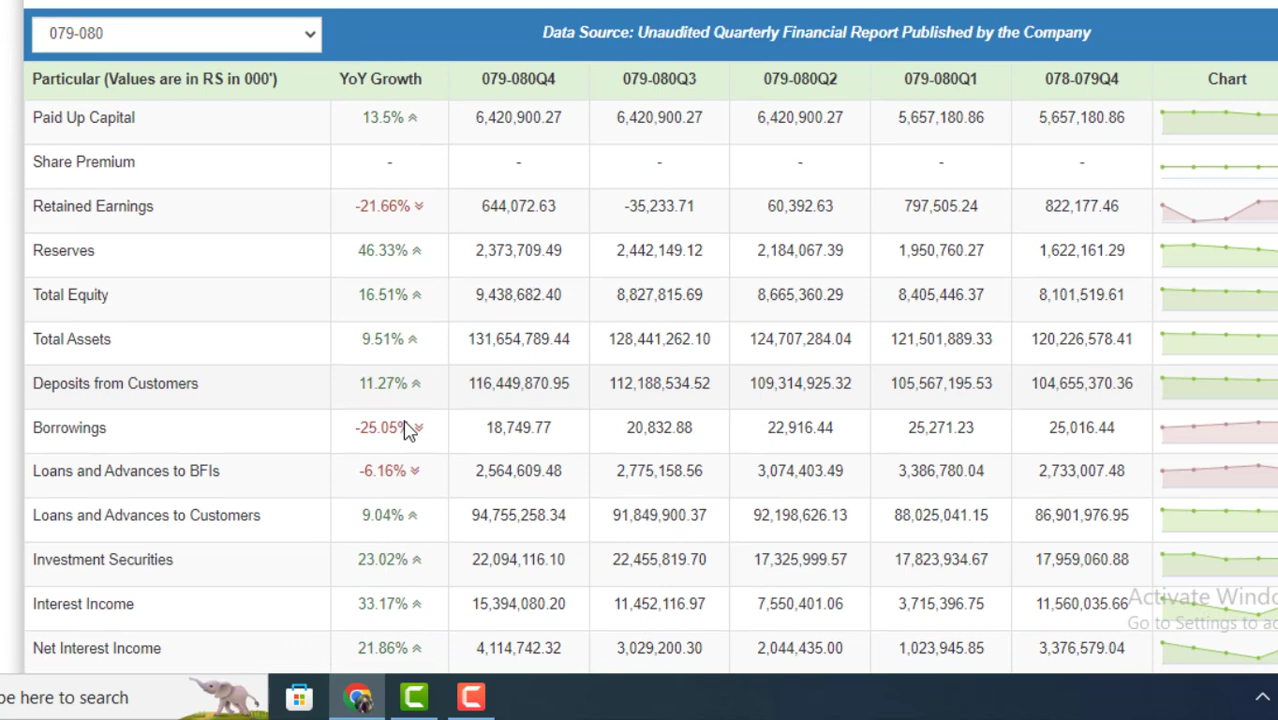 079-080
Data Source: Unaudited Quarterly Financial Report Published by the Company
Particular (Values are in RS in 000') YoY Growth 079-080Q4 079-080Q3 079-080Q2 079-080Q1 078-079Q4 Chart
Paid Up Capital 13.5% 6,420,900.27 6,420,900.27 6,420,900.27 5,657,180.86 5,657,180.86
Share Premium - - - - - -
Retained Earnings -21.66% 644,072.63 -35,233.71 60,392.63 797,505.24 822,177.46
Reserves 46.33% 2,373,709.49 2,442,149.12 2,184,067.39 1,950,760.27 1,622,161.29
Total Equity 16.51% 9,438,682.40 8,827,815.69 8,665,360.29 8,405,446.37 8,101,519.61
Total Assets 9.51% 131,654,789.44 128,441,262.10 124,707,284.04 121,501,889.33 120,226,578.41
Deposits from Customers 11.27% 116,449,870.95 112,188,534.52 109,314,925.32 105,567,195.53 104,655,370.36
Borrowings -25.05% 18,749.77 20,832.88 22,916.44 25,271.23 25,016.44
Loans and Advances to BFIs -6.16% 2,564,609.48 2,775,158.56 3,074,403.49 3,386,780.04 2,733,007.48
Loans and Advances to Customers 9.04% 94,755,258.34 91,849,900.37 92,198,626.13 88,025,041.15 86,901,976.95
Investment Securities 23.02% 22,094,116.10 22,455,819.70 17,325,999.57 17,823,934.67 17,959,060.88
Interest Income 33.17% 15,394,080.20 11,452,116.97 7,550,401.06 3,715,396.75 11,560,035.66
Activate Windo
Go to Settings to ac
Net Interest Income 21.86% 4,114,742.32 3,029,200.30 2,044,435.00 1,023,945.85 3,376,579.04
pe here to search